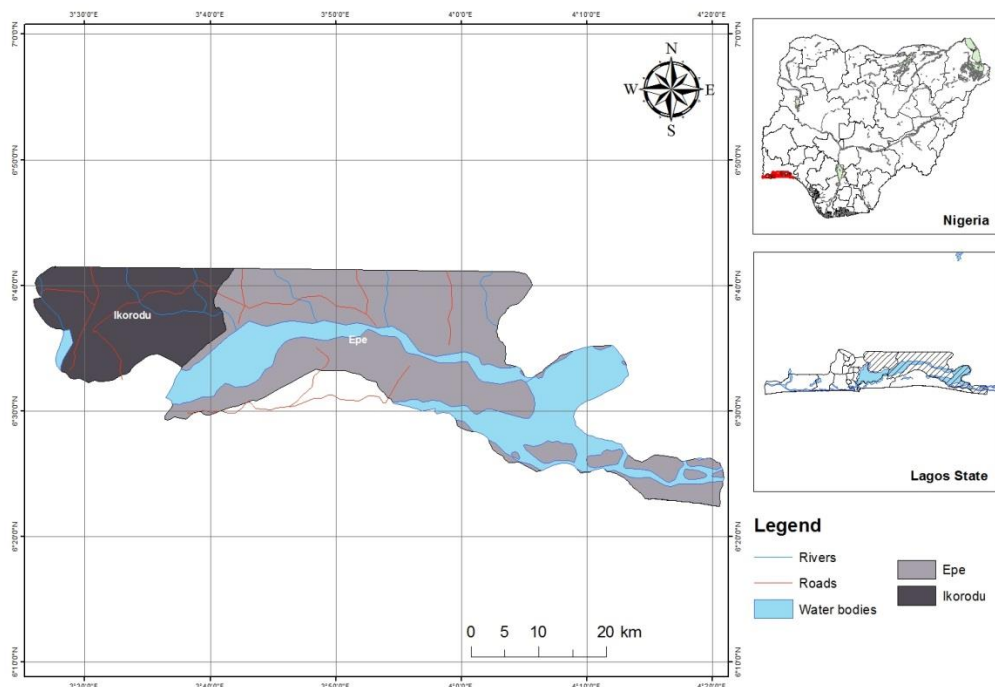 3°30'0"E 3°40'0"E 3°50'0"E 4°0'0"E 4°10'0"E 4°20'0"E
7°0'0"N 7°0'0"N
N
W E
S
6°50'0"N 6°50'0"N
Nigeria
6°40'0"N 6°40'0"N
Ikorodu
Epe
6°30'0"N 6°30'0"N
Lagos State
Legend
Rivers
Roads
Water bodies
Epe
Ikorodu
6°20'0"N 6°20'0"N
0 5 10 20 km
6°10'0"N 6°10'0"N
3°30'0"E 3°40'0"E 3°50'0"E 4°0'0"E 4°10'0"E 4°20'0"E